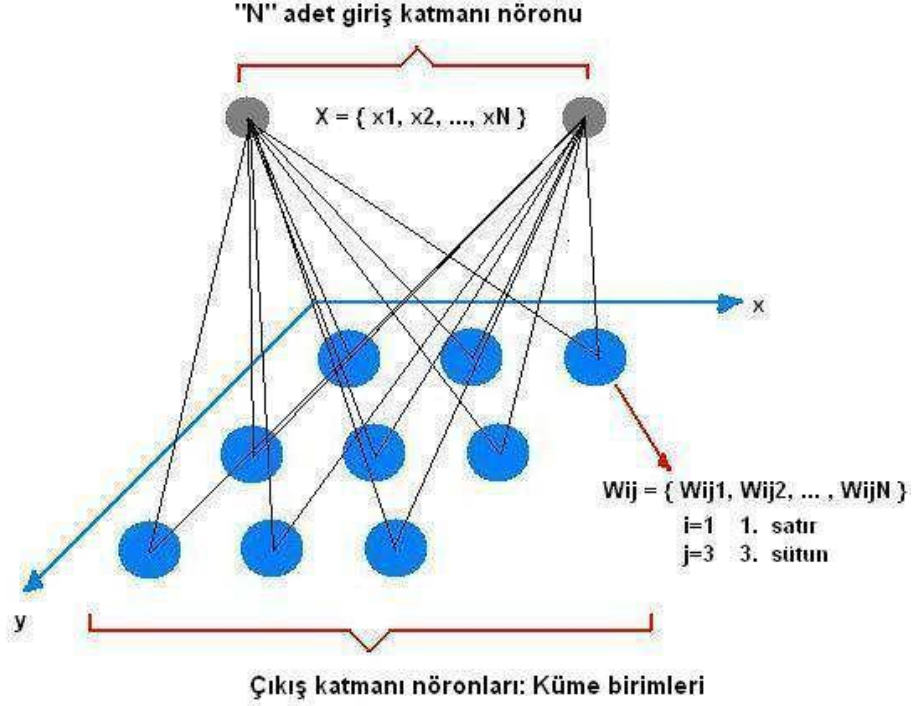 "N" adet giriş katmanı nöronu
X = { x1, x2, ..., xN }
x
Wij = { Wij1, Wij2, ... , WijN }
i=1 1. satır
j=3 3. sütun
y
Çıkış katmanı nöronları: Küme birimleri